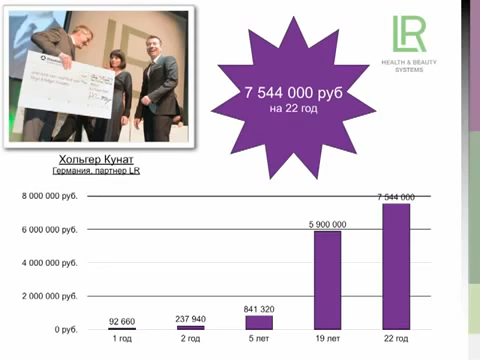 LR
HEALTH & BEAUTY
SYSTEMS
7 544 000 руб
на 22 год
Хольгер Кунат
Германия, партнер LR
8 000 000 руб.
6 000 000 руб.
4 000 000 руб.
2 000 000 руб.
0 руб.
92 660
237 940
841 320
5 900 000
7 544 000
1 год
2 год
5 лет
19 лет
22 год